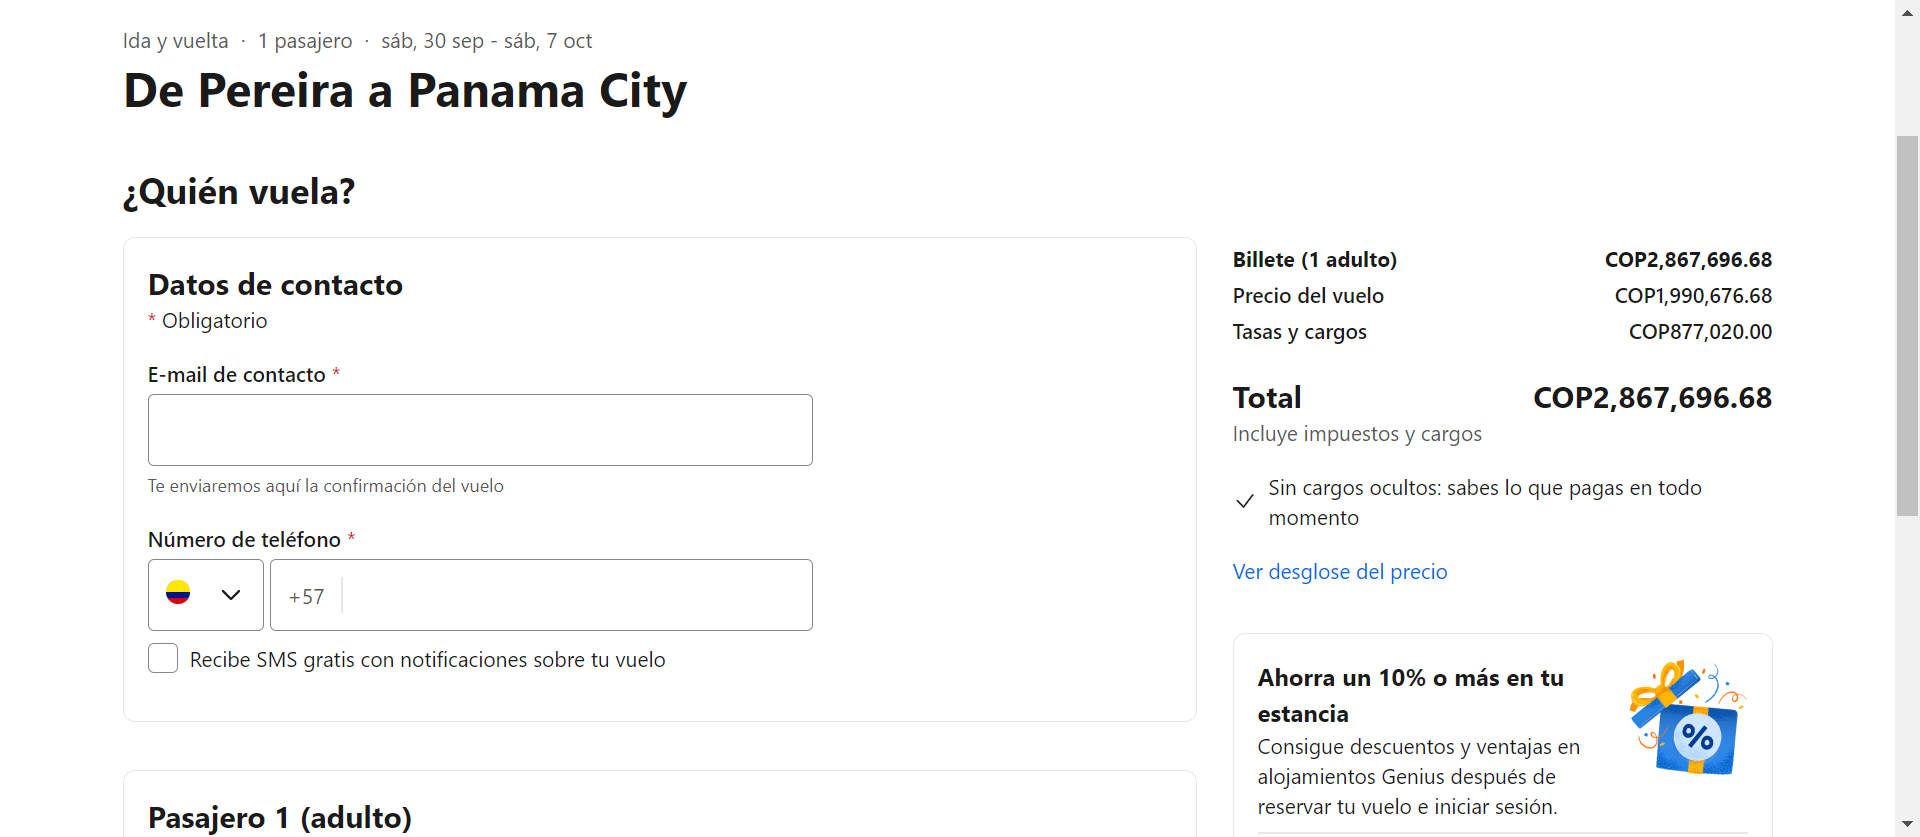 Ida y vuelta · 1 pasajero · sáb, 30 sep - sáb, 7 oct
De Pereira a Panama City
¿Quién vuela?
Datos de contacto
* Obligatorio
E-mail de contacto *
Te enviaremos aquí la confirmación del vuelo
Número de teléfono *
+57
Recibe SMS gratis con notificaciones sobre tu vuelo
Pasajero 1 (adulto)
Billete (1 adulto) COP2,867,696.68
Precio del vuelo COP1,990,676.68
Tasas y cargos COP877,020.00
Total COP2,867,696.68
Incluye impuestos y cargos
Sin cargos ocultos: sabes lo que pagas en todo
momento
Ver desglose del precio
Ahorra un 10% o más en tu
estancia
Consigue descuentos y ventajas en
alojamientos Genius después de
reservar tu vuelo e iniciar sesión.
%